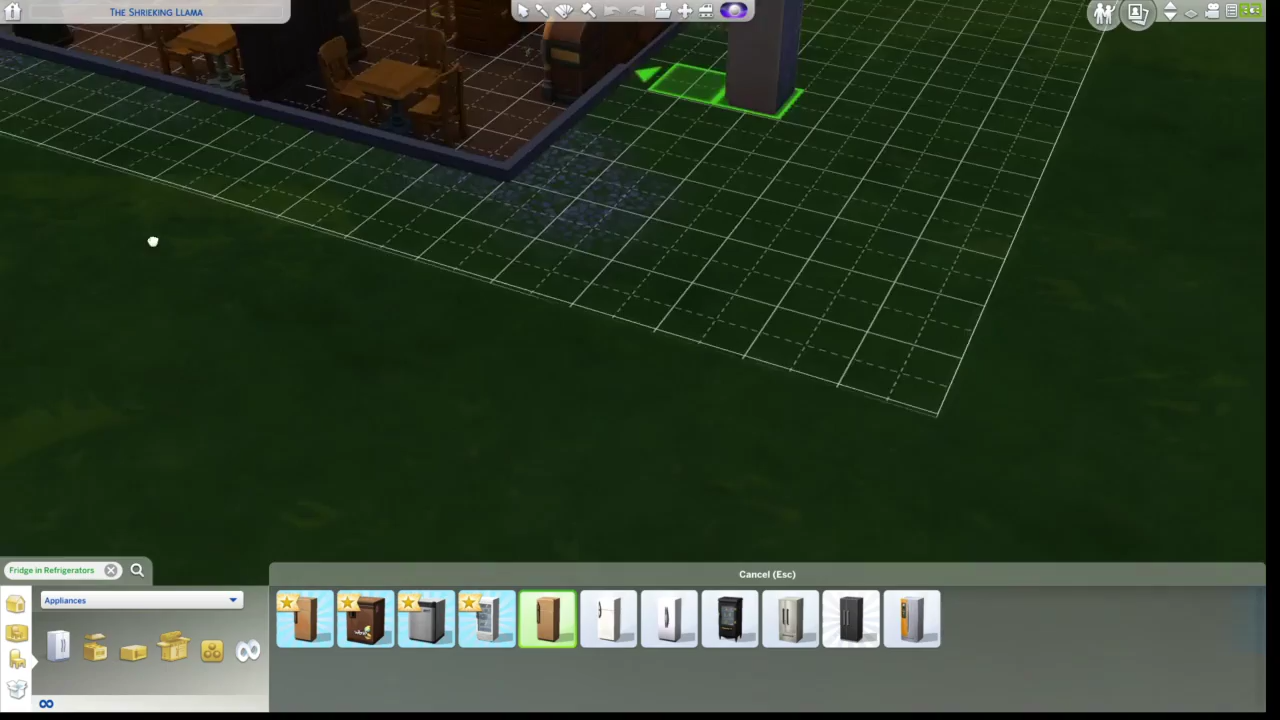 THE SHRIEKING LLAMA
Fridge in Refrigerators
Cancel (Esc)
Appliances